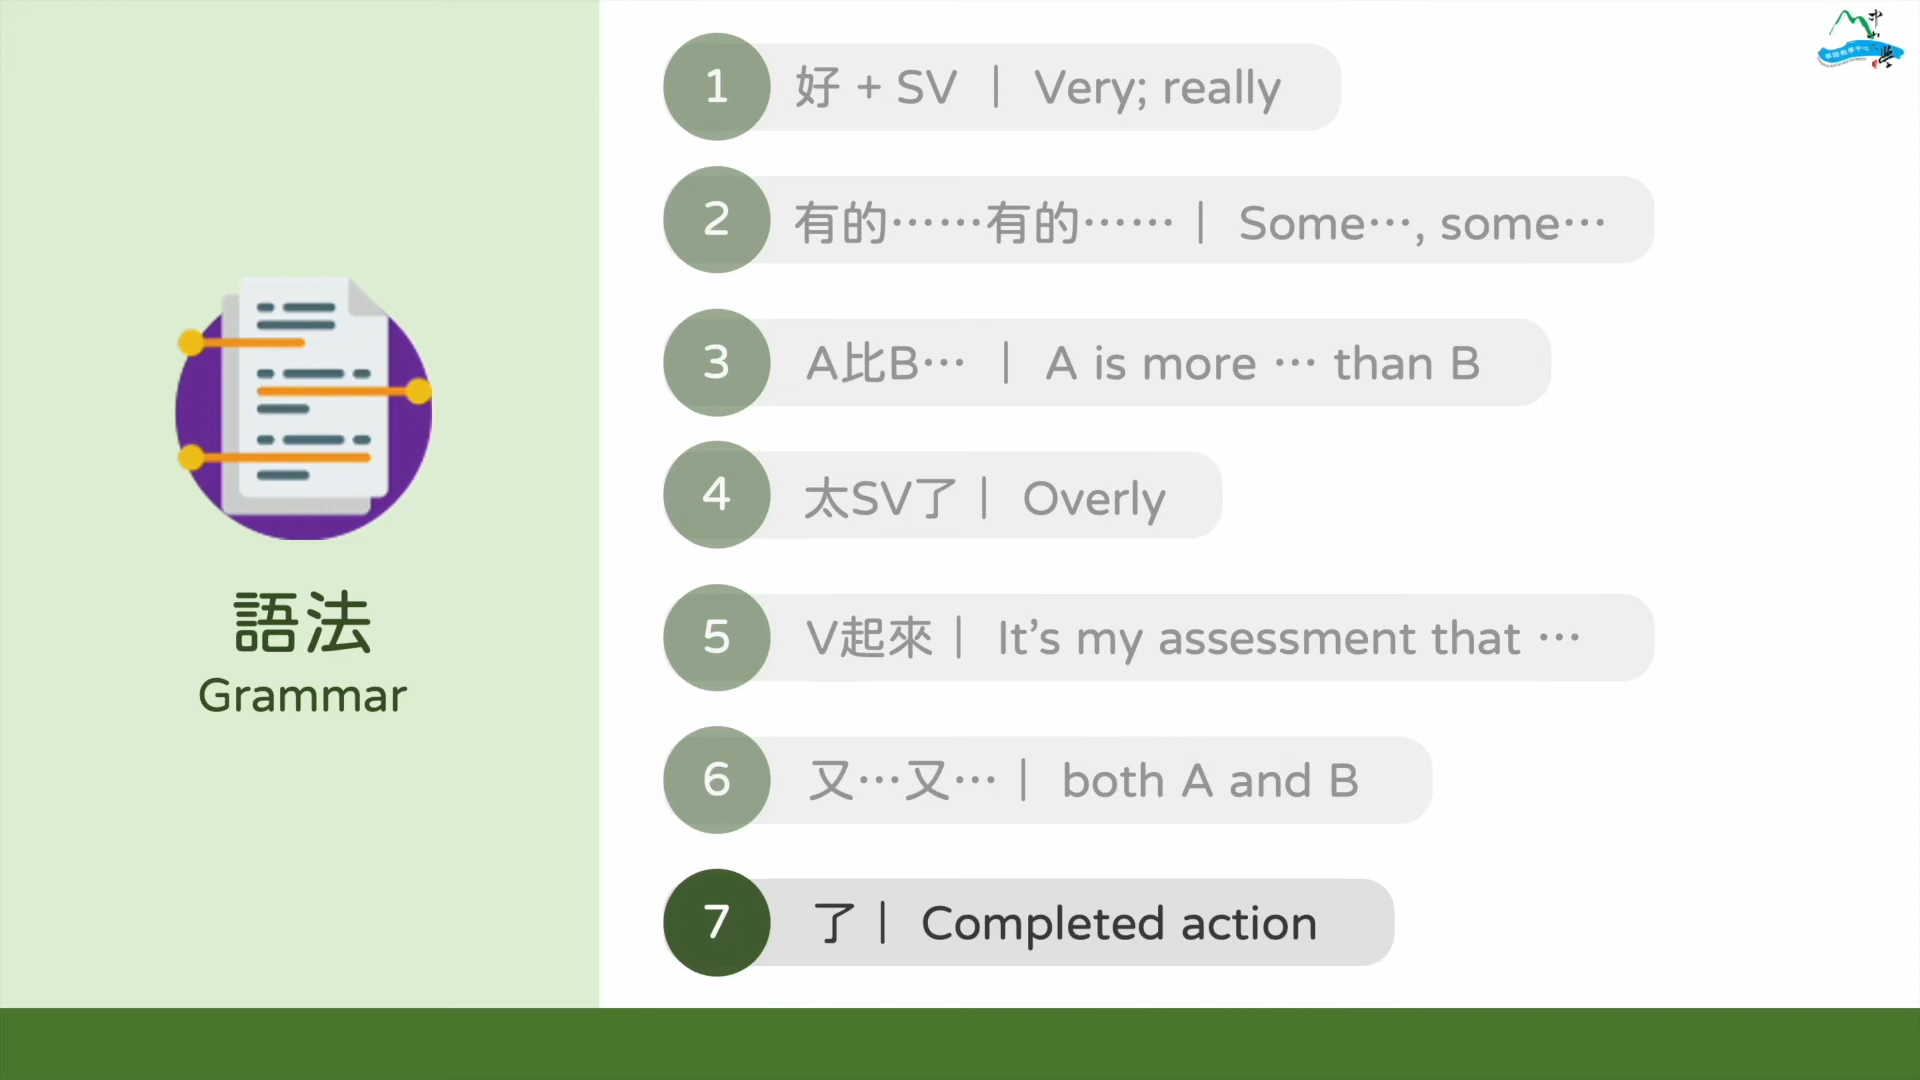 1 好 + SV | Very; really
2 有的……有的…… | Some…, some…
3 A比B… | A is more … than B
4 太SV了 | Overly
5 V起來 | It’s my assessment that …
6 又…又… | both A and B
7 了 | Completed action
語法
Grammar